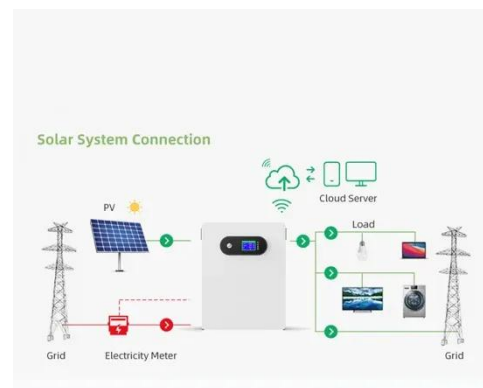 Solar System Connection
Cloud Server
PV
Load
Grid
Electricity Meter
Grid